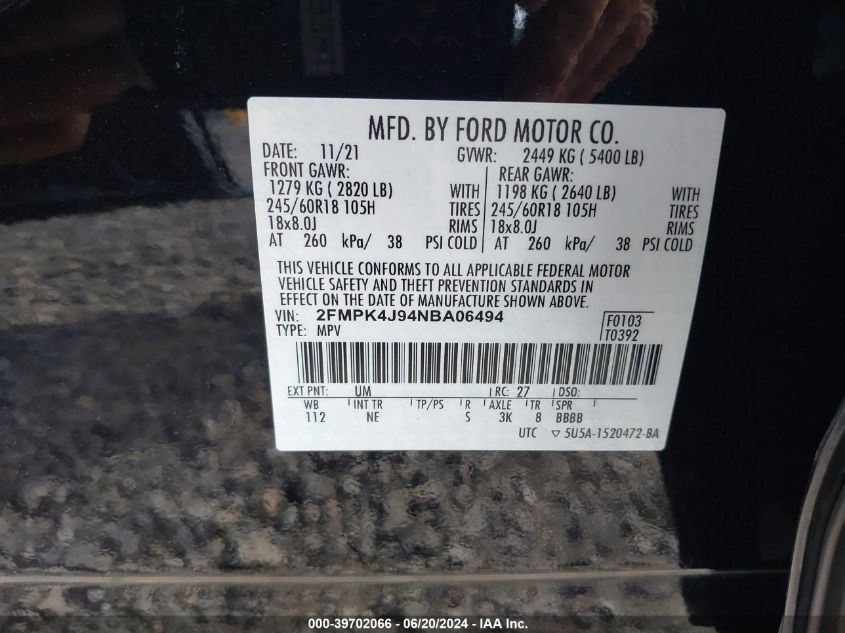 MFD. BY FORD MOTOR CO.
DATE: 11/21 GVWR: 2449 KG ( 5400 LB)
FRONT GAWR: REAR GAWR:
1279 KG ( 2820 LB) WITH 1198 KG ( 2640 LB) WITH
245/60R18 105H TIRES 245/60R18 105H TIRES
18x8.0J RIMS 18x8.0J RIMS
AT 260 kPa/ 38 PSI COLD AT 260 kPa/ 38 PSI COLD
THIS VEHICLE CONFORMS TO ALL APPLICABLE FEDERAL MOTOR
VEHICLE SAFETY AND THEFT PREVENTION STANDARDS IN
EFFECT ON THE DATE OF MANUFACTURE SHOWN ABOVE.
VIN: 2FMPK4J94NBA06494 F0103
TYPE: MPV T0392
EXT PNT: UM RC: 27 DSO:
WB INT TR TP/PS R AXLE TR SPR
112 NE S 3K 8 BBBB
UTC ▽ 5U5A-1520472-BA
000-39702066 - 06/20/2024 - IAA Inc.